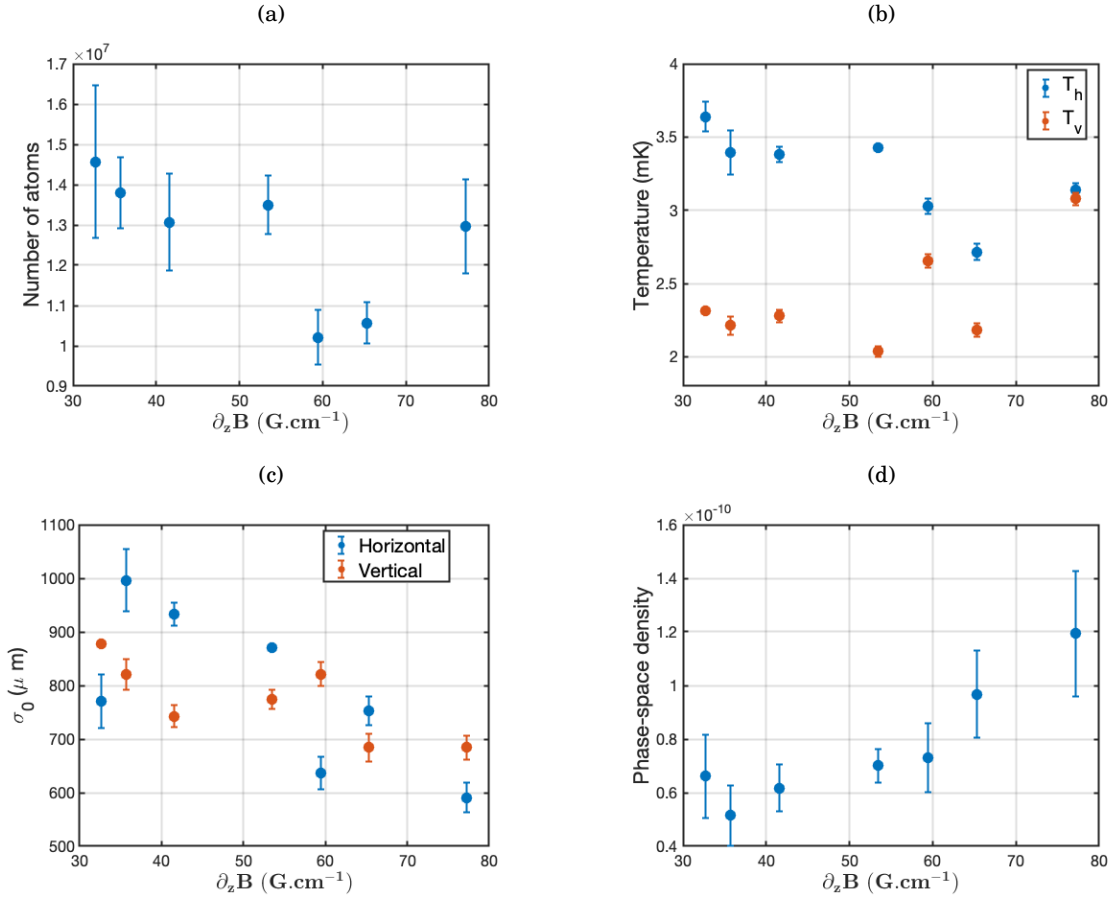 (a)
×10⁷
1.7
1.6
1.5
1.4
1.3
1.2
1.1
1
0.9
Number of atoms
30 40 50 60 70 80
∂zB (G.cm⁻¹)
(b)
4
3.5
3
2.5
2
Temperature (mK)
T_h
T_v
30 40 50 60 70 80
∂zB (G.cm⁻¹)
(c)
1100
1000
900
800
700
600
500
σ₀ (μ m)
Horizontal
Vertical
30 40 50 60 70 80
∂zB (G.cm⁻¹)
(d)
×10⁻¹⁰
1.6
1.4
1.2
1
0.8
0.6
0.4
Phase-space density
30 40 50 60 70 80
∂zB (G.cm⁻¹)